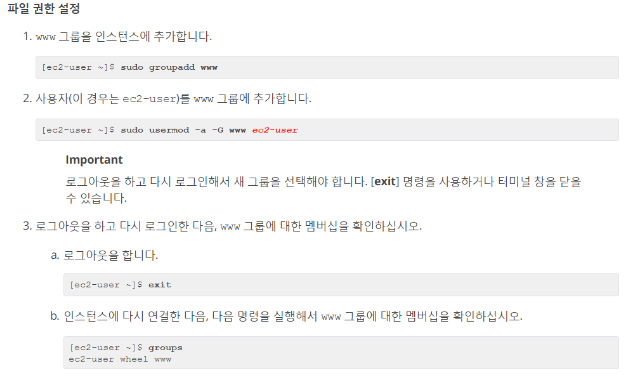 파일 권한 설정
1. www 그룹을 인스턴스에 추가합니다.
[ec2-user ~]$ sudo groupadd www
2. 사용자(이 경우는 ec2-user)를 www 그룹에 추가합니다.
[ec2-user ~]$ sudo usermod -a -G www ec2-user
Important
로그아웃을 하고 다시 로그인해서 새 그룹을 선택해야 합니다. [exit] 명령을 사용하거나 터미널 창을 닫을
수 있습니다.
3. 로그아웃을 하고 다시 로그인한 다음, www 그룹에 대한 멤버십을 확인하십시오.
a. 로그아웃을 합니다.
[ec2-user ~]$ exit
b. 인스턴스에 다시 연결한 다음, 다음 명령을 실행해서 www 그룹에 대한 멤버십을 확인하십시오.
[ec2-user ~]$ groups
ec2-user wheel www